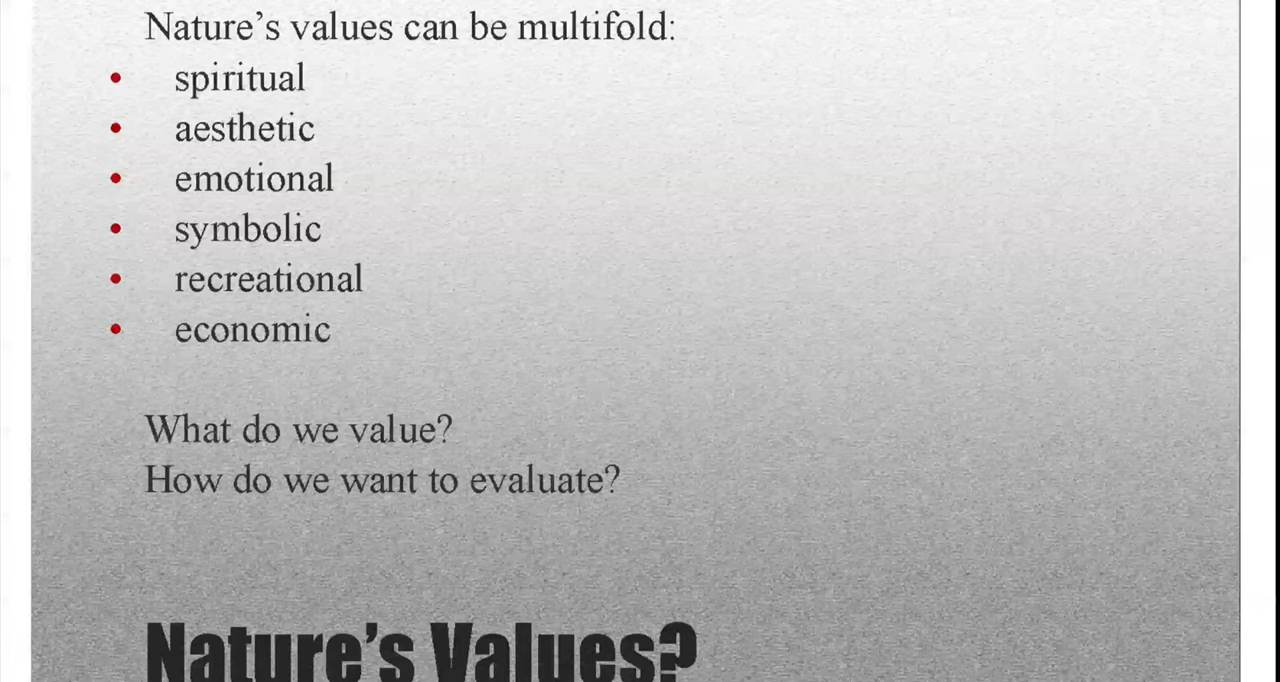 Nature’s values can be multifold:
• spiritual
• aesthetic
• emotional
• symbolic
• recreational
• economic
What do we value?
How do we want to evaluate?
Nature’s Values?